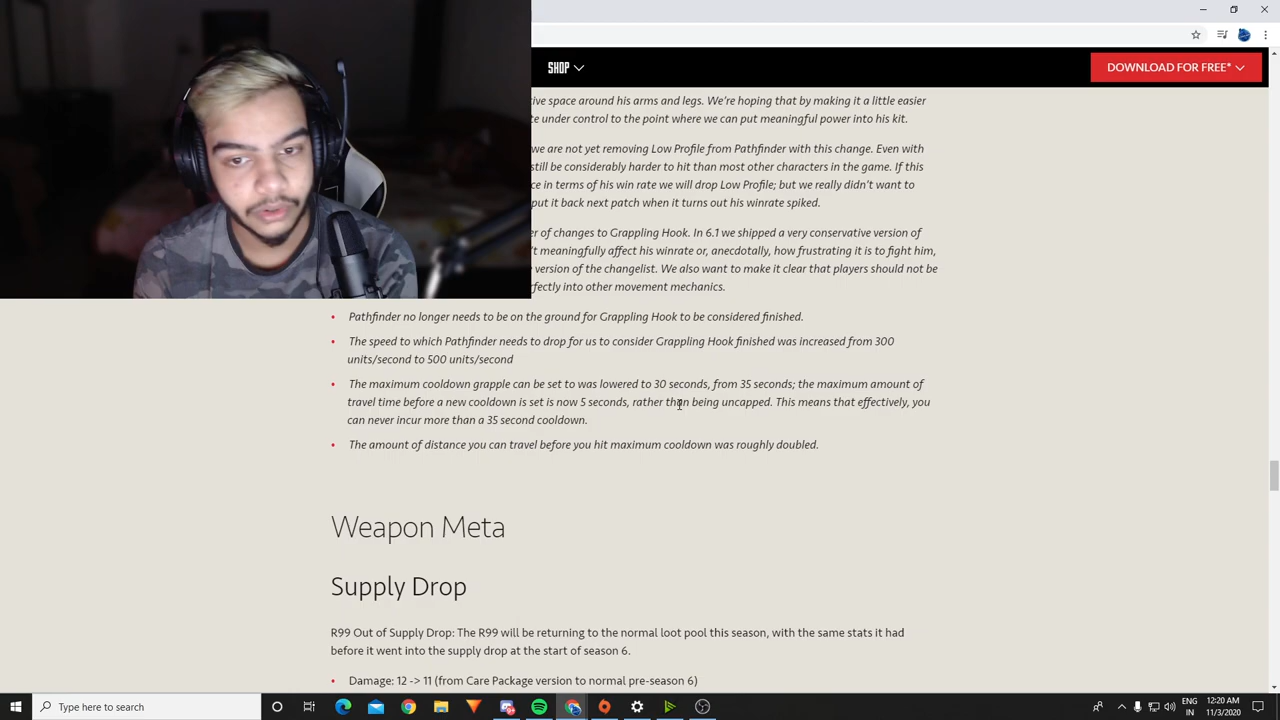 SHOP
DOWNLOAD FOR FREE*
ive space around his arms and legs. We're hoping that by making it a little easier
te under control to the point where we can put meaningful power into his kit.
we are not yet removing Low Profile from Pathfinder with this change. Even with
still be considerably harder to hit than most other characters in the game. If this
ce in terms of his win rate we will drop Low Profile; but we really didn't want to
put it back next patch when it turns out his winrate spiked.
er of changes to Grappling Hook. In 6.1 we shipped a very conservative version of
't meaningfully affect his winrate or, anecdotally, how frustrating it is to fight him,
version of the changelist. We also want to make it clear that players should not be
rfectly into other movement mechanics.
• Pathfinder no longer needs to be on the ground for Grappling Hook to be considered finished.
• The speed to which Pathfinder needs to drop for us to consider Grappling Hook finished was increased from 300
units/second to 500 units/second
• The maximum cooldown grapple can be set to was lowered to 30 seconds, from 35 seconds; the maximum amount of
travel time before a new cooldown is set is now 5 seconds, rather than being uncapped. This means that effectively, you
can never incur more than a 35 second cooldown.
• The amount of distance you can travel before you hit maximum cooldown was roughly doubled.
Weapon Meta
Supply Drop
R99 Out of Supply Drop: The R99 will be returning to the normal loot pool this season, with the same stats it had
before it went into the supply drop at the start of season 6.
• Damage: 12 -> 11 (from Care Package version to normal pre-season 6)
Type here to search
ENG
IN
12:20 AM
11/3/2020